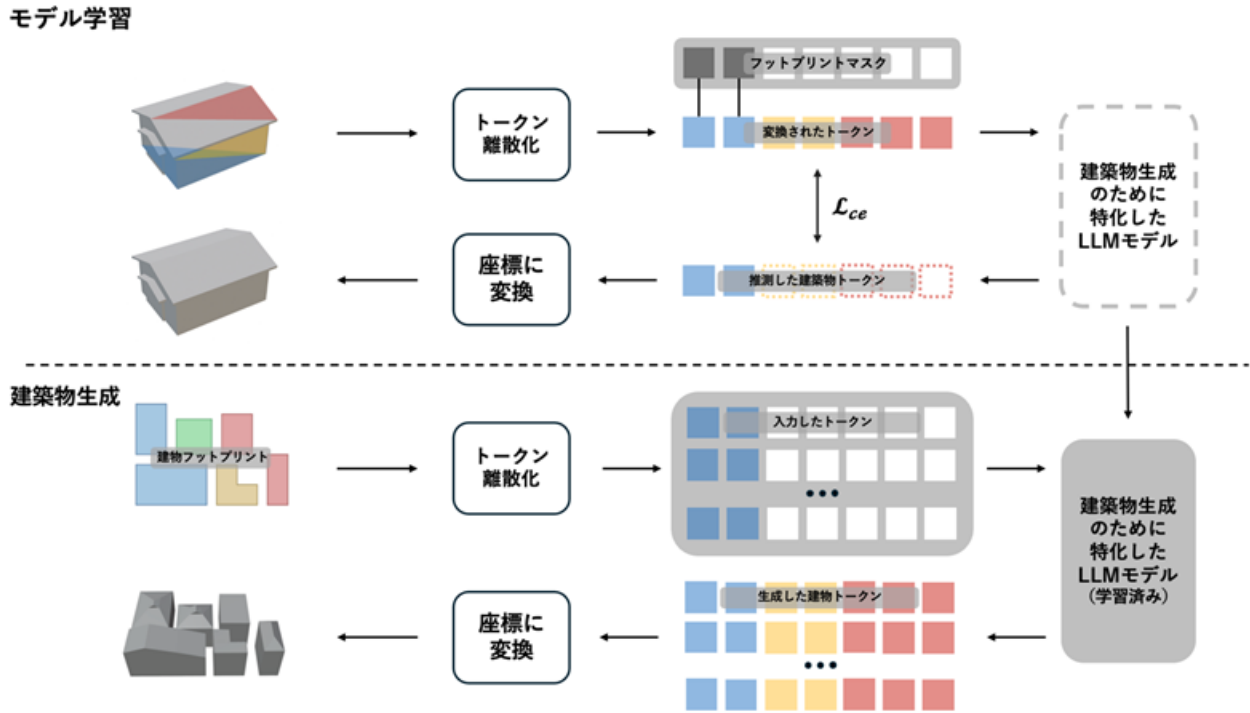 モデル学習
フットプリントマスク
トークン
離散化
変換されたトークン
建築物生成
のために
特化した
LLMモデル
ℒce
座標に
変換
推測した建築物トークン
建築物生成
建物フットプリント
トークン
離散化
入力したトークン
•••
建築物生成
のために
特化した
LLMモデル
(学習済み)
座標に
変換
生成した建物トークン
•••